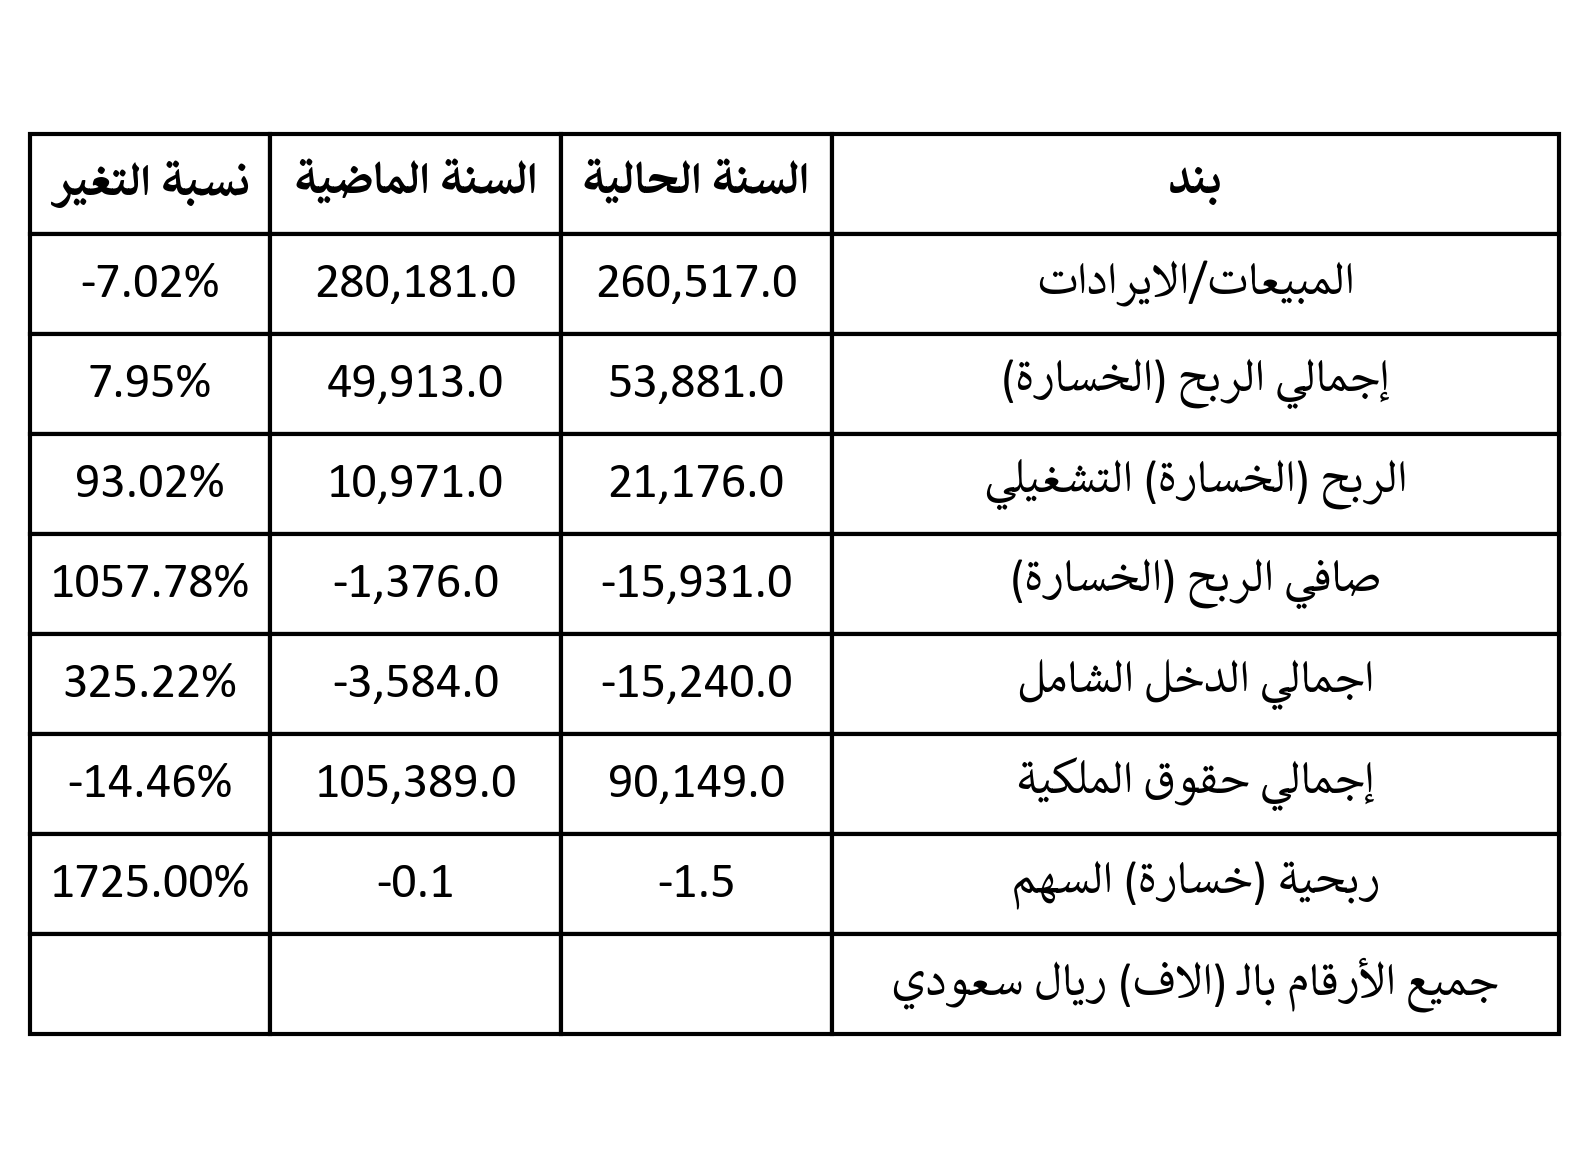 بند السنة الحالية السنة الماضية نسبة التغير
المبيعات/الايرادات 260,517.0 280,181.0 -7.02%
إجمالي الربح (الخسارة) 53,881.0 49,913.0 7.95%
الربح (الخسارة) التشغيلي 21,176.0 10,971.0 93.02%
صافي الربح (الخسارة) -15,931.0 -1,376.0 1057.78%
اجمالي الدخل الشامل -15,240.0 -3,584.0 325.22%
إجمالي حقوق الملكية 90,149.0 105,389.0 -14.46%
ربحية (خسارة) السهم -1.5 -0.1 1725.00%
جميع الأرقام بالـ (الاف) ريال سعودي